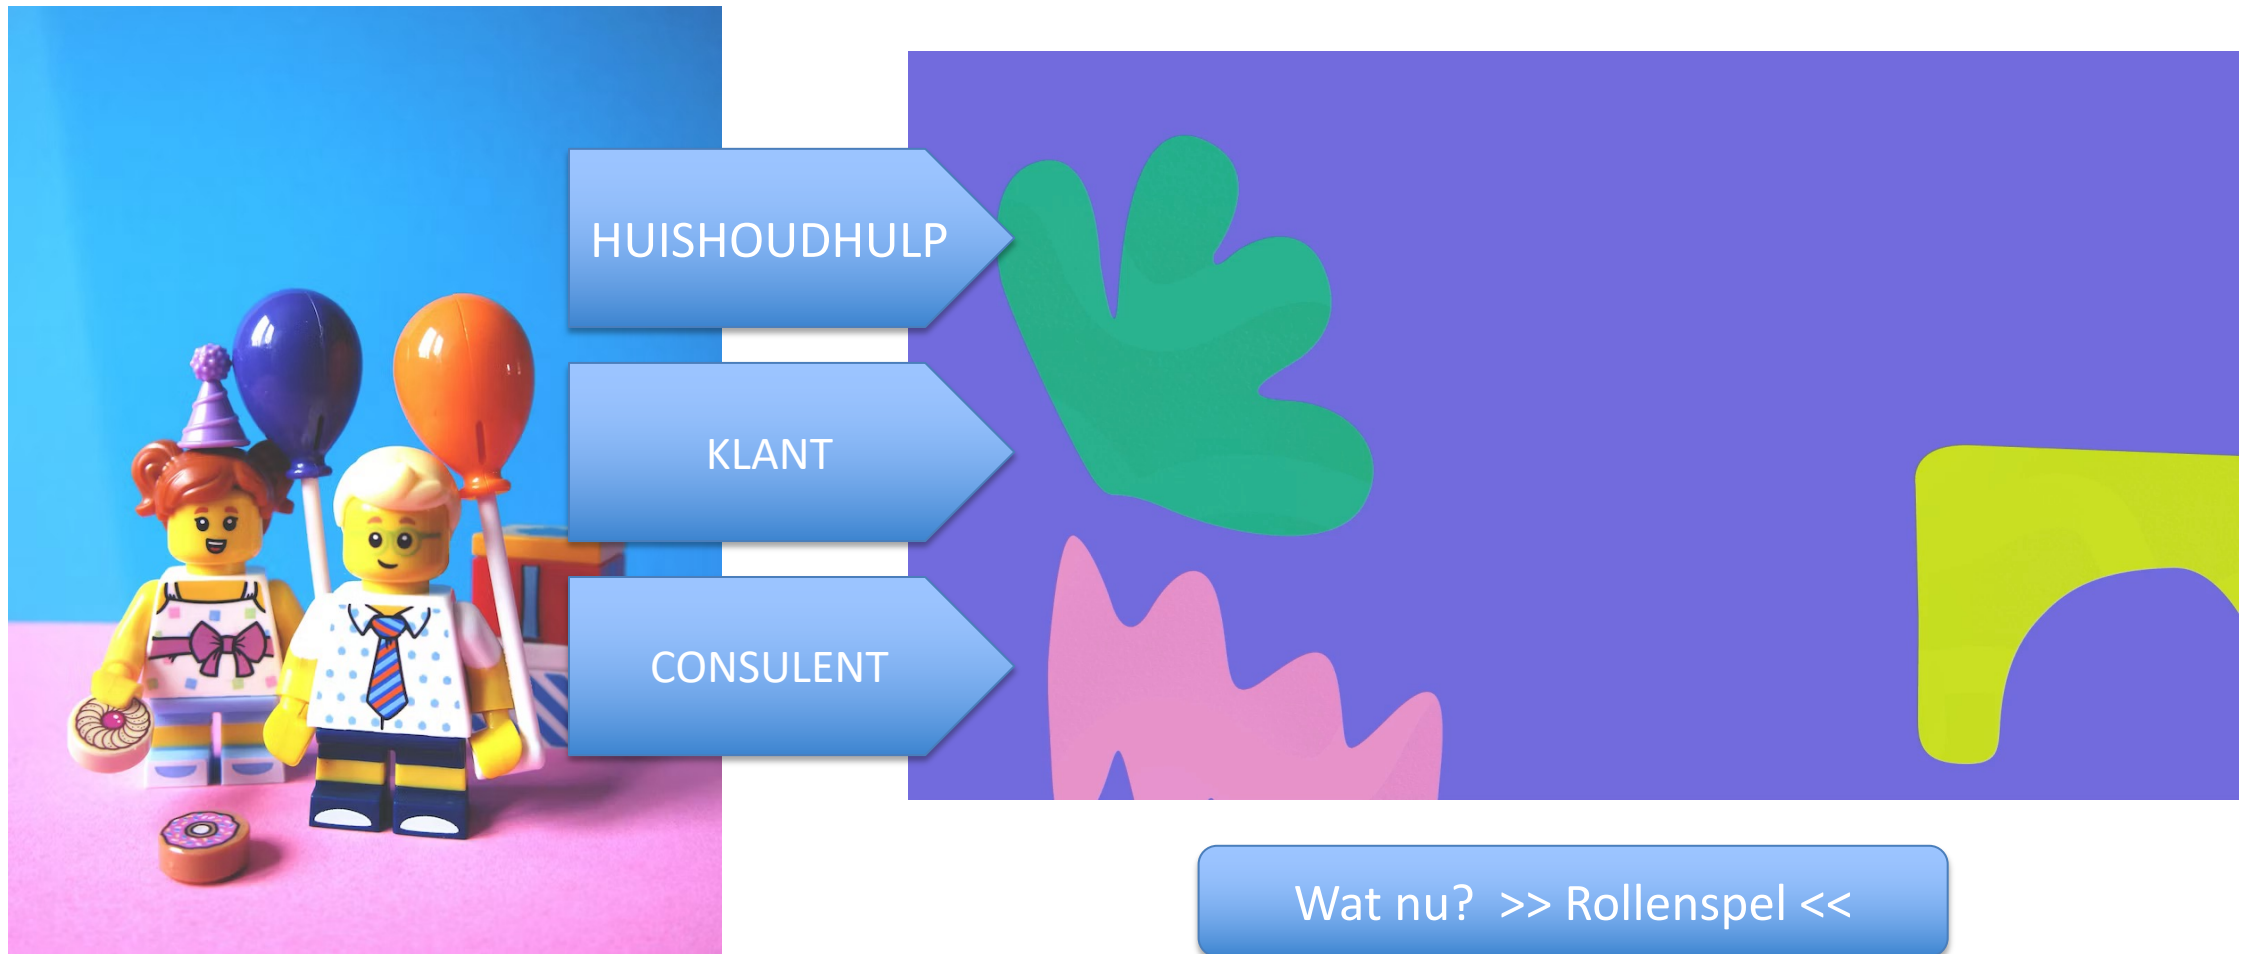 HUISHOUDHULP
KLANT
CONSULENT
Wat nu?  >> Rollenspel <<